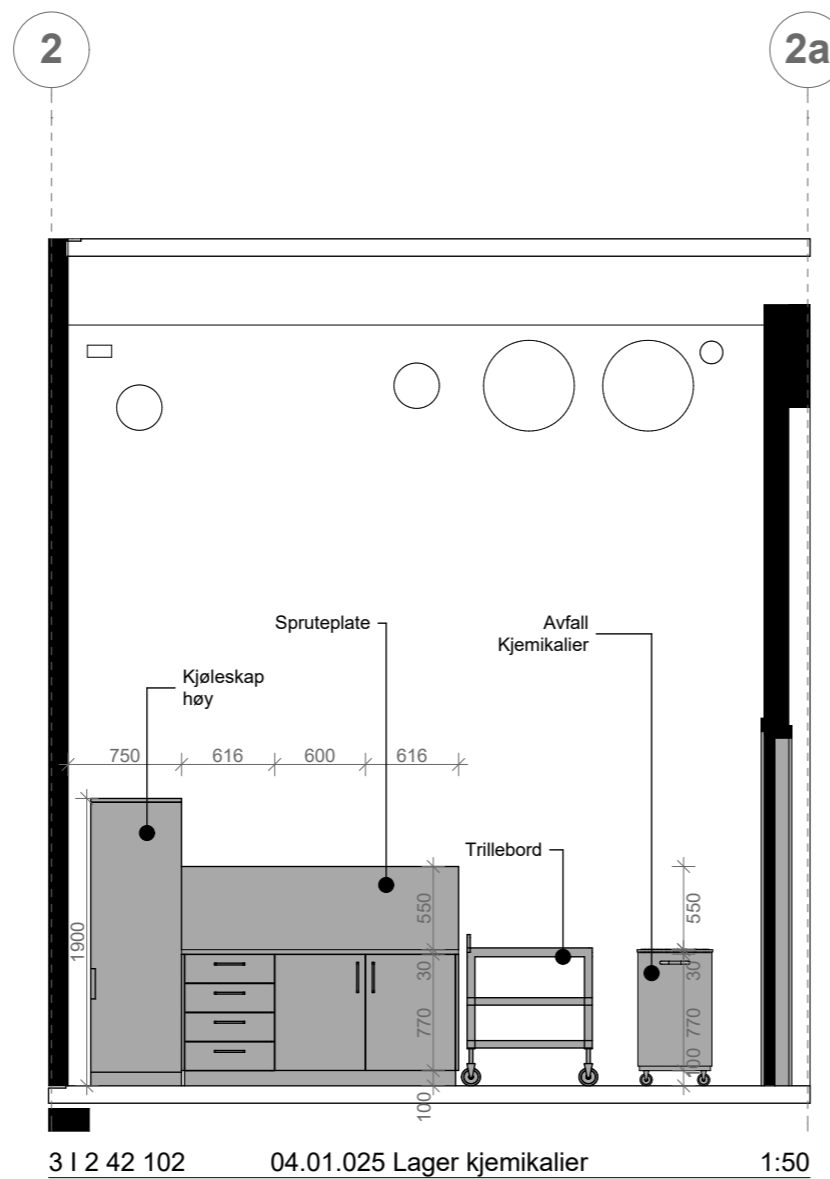 2
2a
Spruteplate
Avfall
Kjemikalier
Kjøleskap
høy
750 616 600 616
Trillebord
1900
550
30
770
100
550
30
770
100
3 I 2 42 102 04.01.025 Lager kjemikalier 1:50